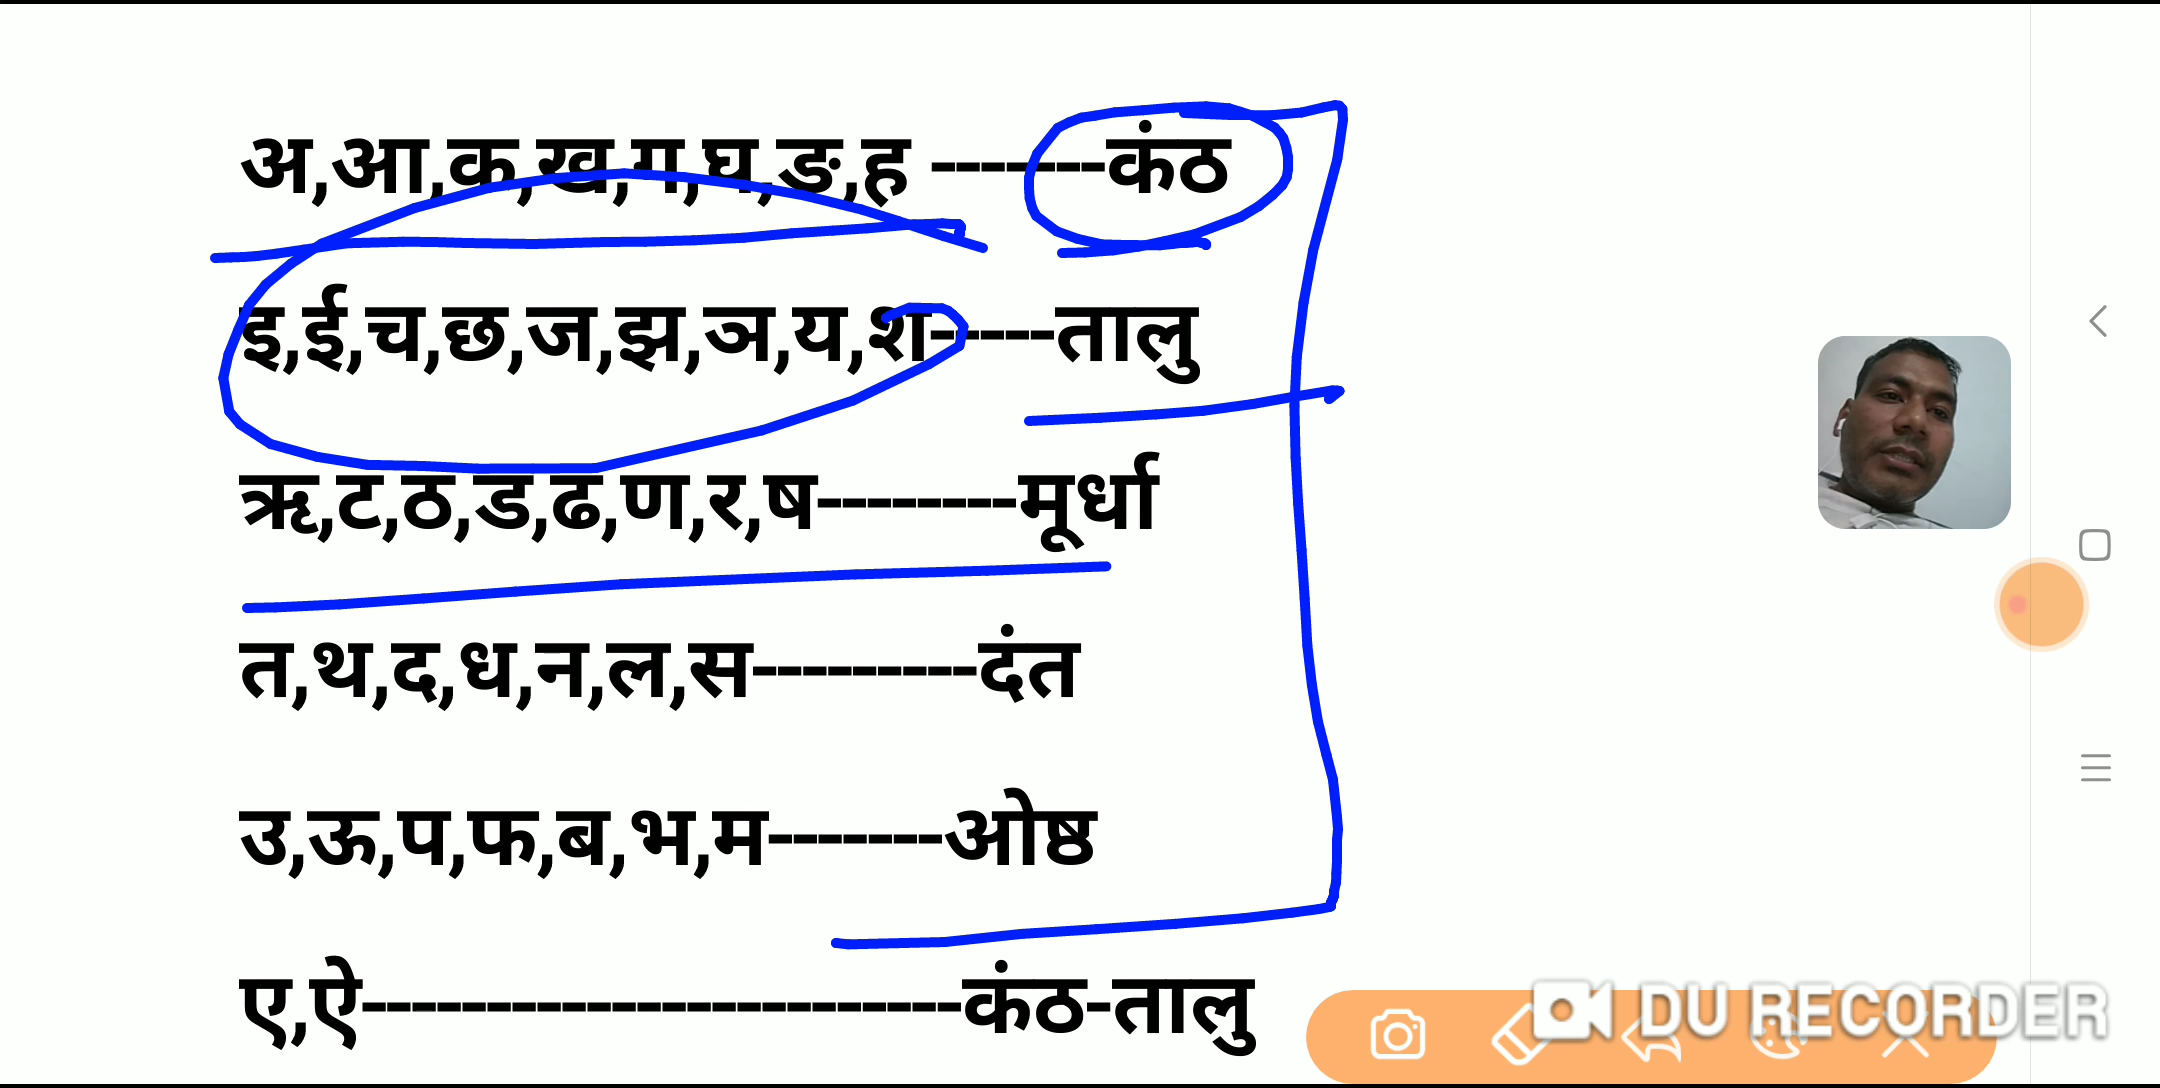 अ,आ,क,ख,ग,घ,ङ,ह -------कंठ
इ,ई,च,छ,ज,झ,ञ,य,श-----तालु
ऋ,ट,ठ,ड,ढ,ण,र,ष--------मूर्धा
त,थ,द,ध,न,ल,स---------दंत
उ,ऊ,प,फ,ब,भ,म-------ओष्ठ
ए,ऐ------------------------कंठ-तालु
DU RECORDER